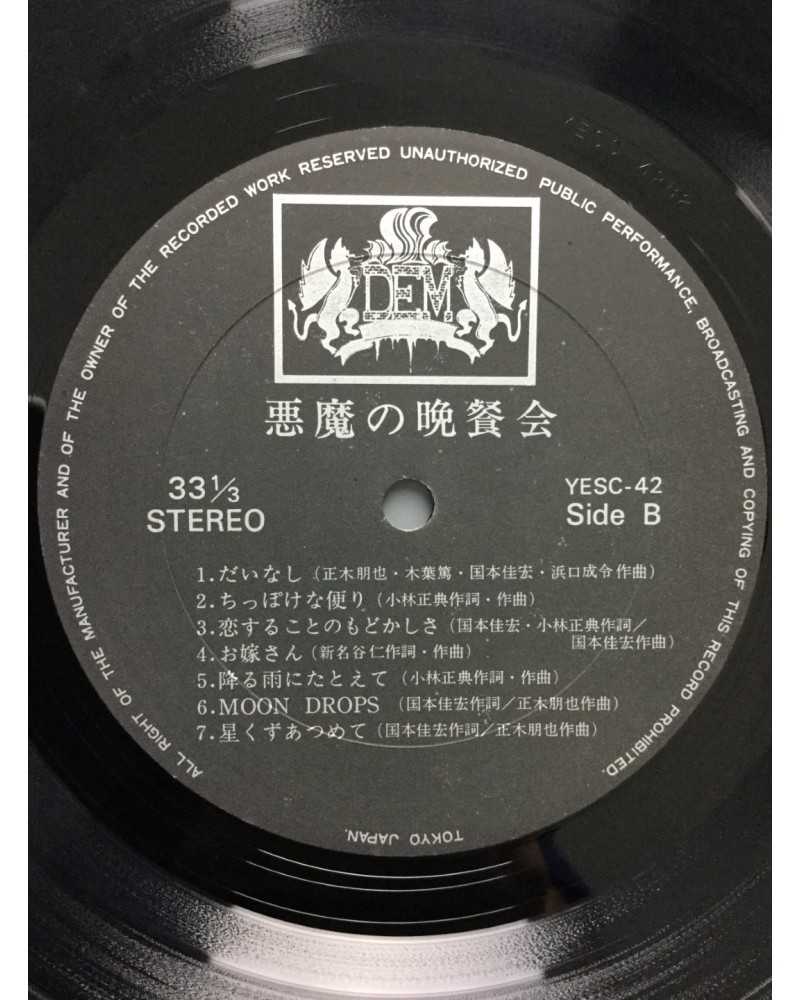 ALL RIGHT OF THE MANUFACTURER AND OF THE OWNER OF THE RECORDED WORK RESERVED UNAUTHORIZED PUBLIC PERFORMANCE, BROADCASTING AND COPYING OF THIS RECORD PROHIBITED.
DEM
悪魔の晩餐会
33⅓
STEREO
YESC-42
Side B
1.だいなし（正木朋也・木葉篤・国本佳宏・浜口成令作曲）
2.ちっぽけな便り（小林正典作詞・作曲）
3.恋することのもどかしさ（国本佳宏・小林正典作詞／
国本佳宏作曲）
4.お嫁さん（新名谷仁作詞・作曲）
5.降る雨にたとえて（小林正典作詞・作曲）
6.MOON DROPS（国本佳宏作詞／正木朋也作曲）
7.星くずあつめて（国本佳宏作詞／正木朋也作曲）
TOKYO JAPAN.